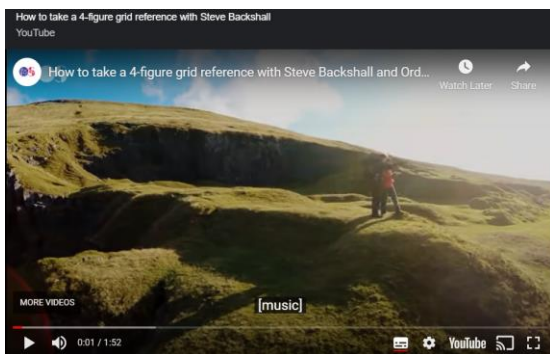 How to take a 4-figure grid reference with Steve Backshall
YouTube
OS
How to take a 4-figure grid reference with Steve Backshall and Ord...
Watch Later
Share
MORE VIDEOS
[music]
0:01 / 1:52
YouTube